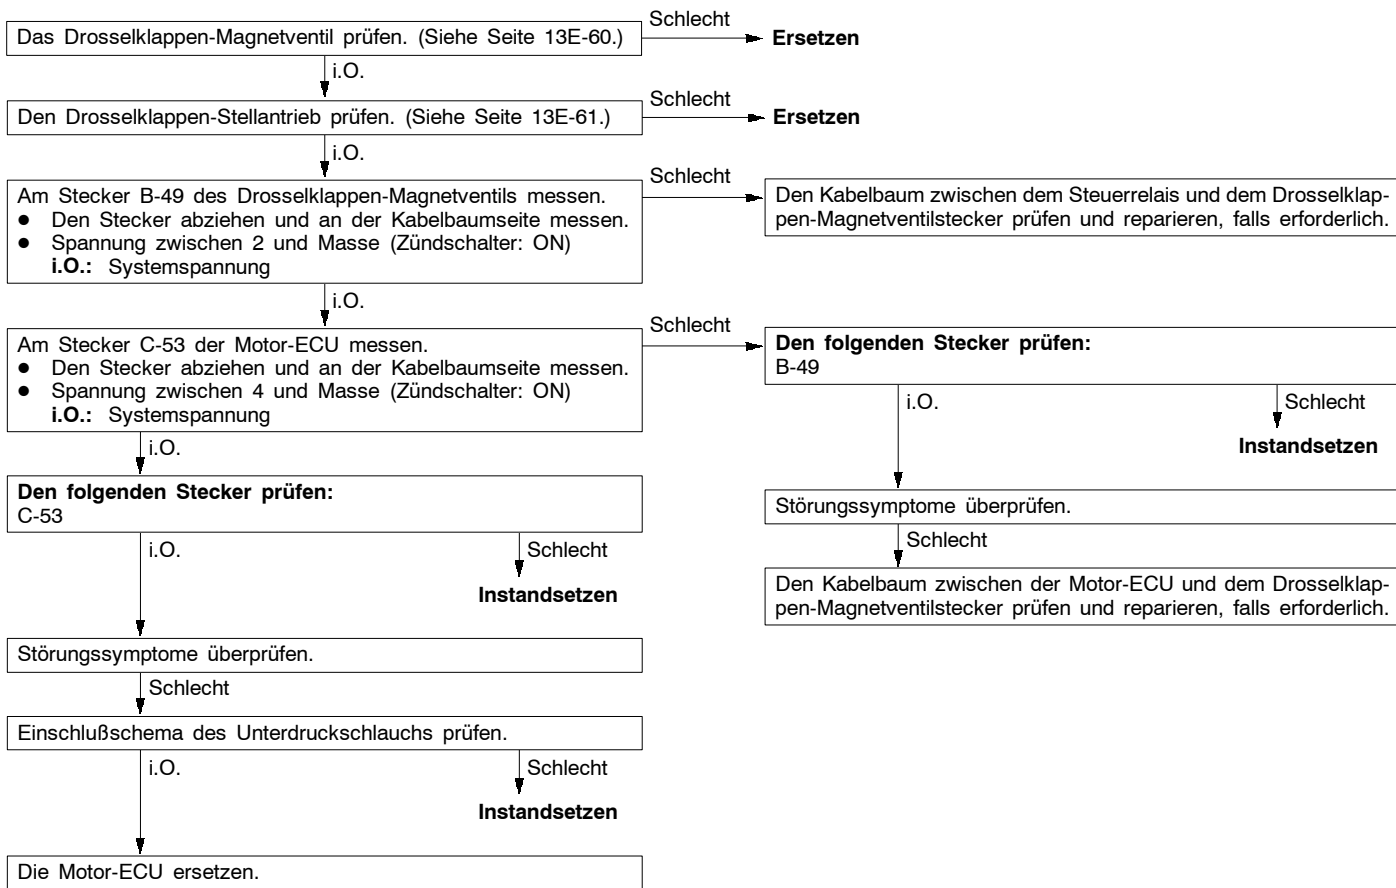 Das Drosselklappen-Magnetventil prüfen. (Siehe Seite 13E-60.)
Schlecht
Ersetzen
i.O.
Den Drosselklappen-Stellantrieb prüfen. (Siehe Seite 13E-61.)
Schlecht
Ersetzen
i.O.
Am Stecker B-49 des Drosselklappen-Magnetventils messen.
● Den Stecker abziehen und an der Kabelbaumseite messen.
● Spannung zwischen 2 und Masse (Zündschalter: ON)
i.O.: Systemspannung
Schlecht
Den Kabelbaum zwischen dem Steuerrelais und dem Drosselklap-
pen-Magnetventilstecker prüfen und reparieren, falls erforderlich.
i.O.
Am Stecker C-53 der Motor-ECU messen.
● Den Stecker abziehen und an der Kabelbaumseite messen.
● Spannung zwischen 4 und Masse (Zündschalter: ON)
i.O.: Systemspannung
Schlecht
Den folgenden Stecker prüfen:
B-49
i.O.
Schlecht
Instandsetzen
Störungssymptome überprüfen.
Schlecht
Den Kabelbaum zwischen der Motor-ECU und dem Drosselklap-
pen-Magnetventilstecker prüfen und reparieren, falls erforderlich.
i.O.
Den folgenden Stecker prüfen:
C-53
i.O.
Schlecht
Instandsetzen
Störungssymptome überprüfen.
Schlecht
Einschlußschema des Unterdruckschlauchs prüfen.
i.O.
Schlecht
Instandsetzen
Die Motor-ECU ersetzen.